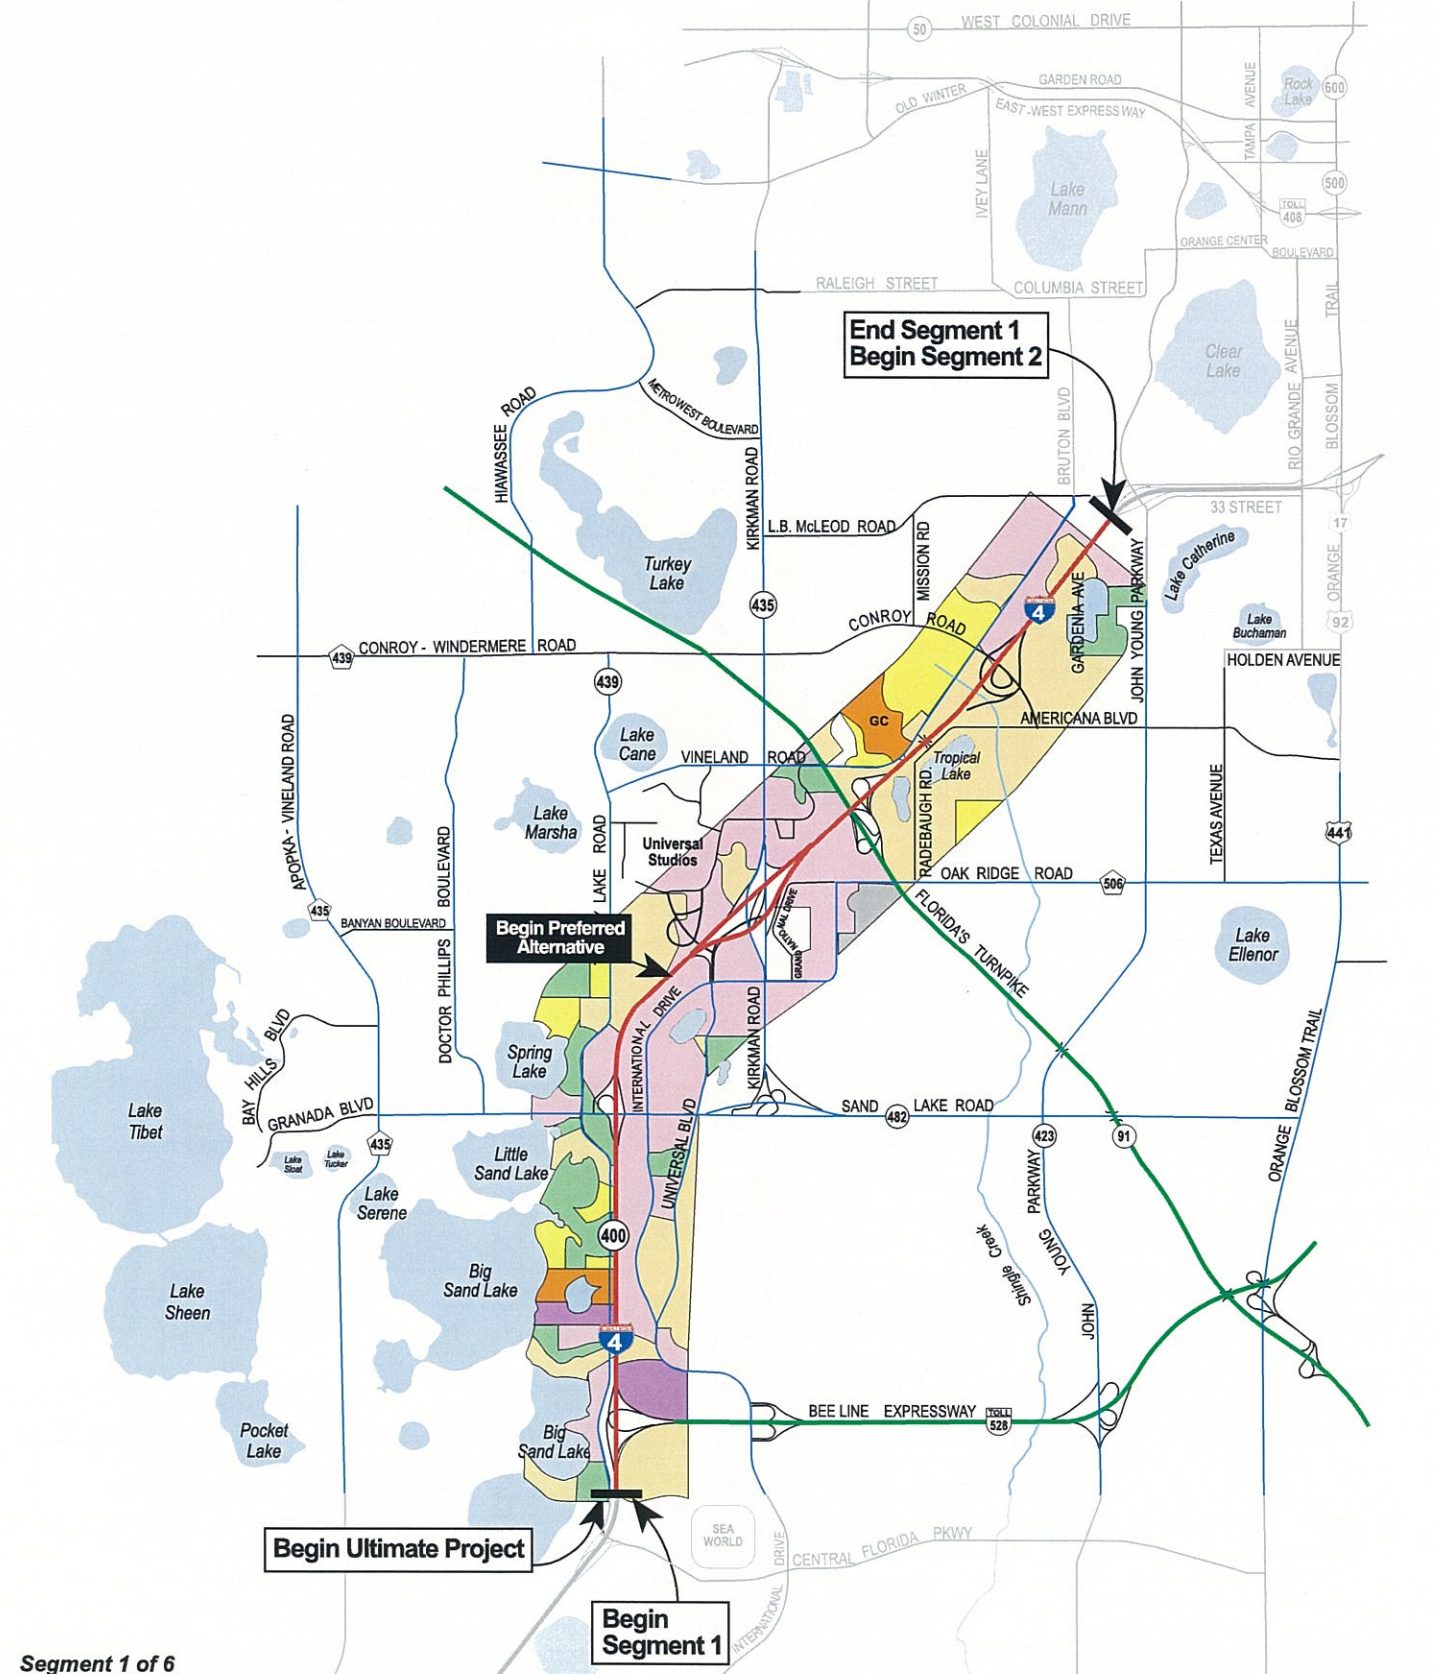 WEST COLONIAL DRIVE
50
GARDEN ROAD
OLD WINTER
EAST-WEST EXPRESSWAY
TAMPA AVENUE
Rock
Lake
600
IVEY LANE
Lake
Mann
500
TOLL
408
ORANGE CENTER
BOULEVARD
RALEIGH STREET
COLUMBIA STREET
TRAIL
End Segment 1
Begin Segment 2
Clear
Lake
RIO GRANDE AVENUE
BLOSSOM
BRUTON BLVD
HIAWASSEE ROAD
METROWEST BOULEVARD
KIRKMAN ROAD
L.B. McLEOD ROAD
MISSION RD
33 STREET
17
ORANGE
Turkey
Lake
Lake Catherine
435
4
GARDENIA AVE
JOHN YOUNG PARKWAY
CONROY ROAD
Lake
Buchaman
92
439
CONROY - WINDERMERE ROAD
439
HOLDEN AVENUE
APOPKA - VINELAND ROAD
GC
AMERICANA BLVD
Lake
Cane
VINELAND ROAD
Tropical
Lake
RADEBAUGH RD.
TEXAS AVENUE
Lake
Marsha
441
Universal
Studios
LAKE ROAD
DOCTOR PHILLIPS BOULEVARD
OAK RIDGE ROAD
506
435
BANYAN BOULEVARD
GRAND NATIONAL DRIVE
FLORIDA'S TURNPIKE
Begin Preferred
Alternative
Lake
Ellenor
INTERNATIONAL DRIVE
KIRKMAN ROAD
BAY HILLS BLVD
Spring
Lake
Lake
Tibet
GRANADA BLVD
SAND LAKE ROAD
482
ORANGE BLOSSOM TRAIL
435
423
91
Lake
Sloat
Lake
Tucker
Little
Sand Lake
UNIVERSAL BLVD
Lake
Serene
JOHN YOUNG PARKWAY
400
Shingle Creek
Lake
Sheen
Big
Sand Lake
4
BEE LINE EXPRESSWAY
TOLL
528
Pocket
Lake
Big
Sand Lake
SEA
WORLD
INTERNATIONAL DRIVE
CENTRAL FLORIDA PKWY
Begin Ultimate Project
Begin
Segment 1
Segment 1 of 6